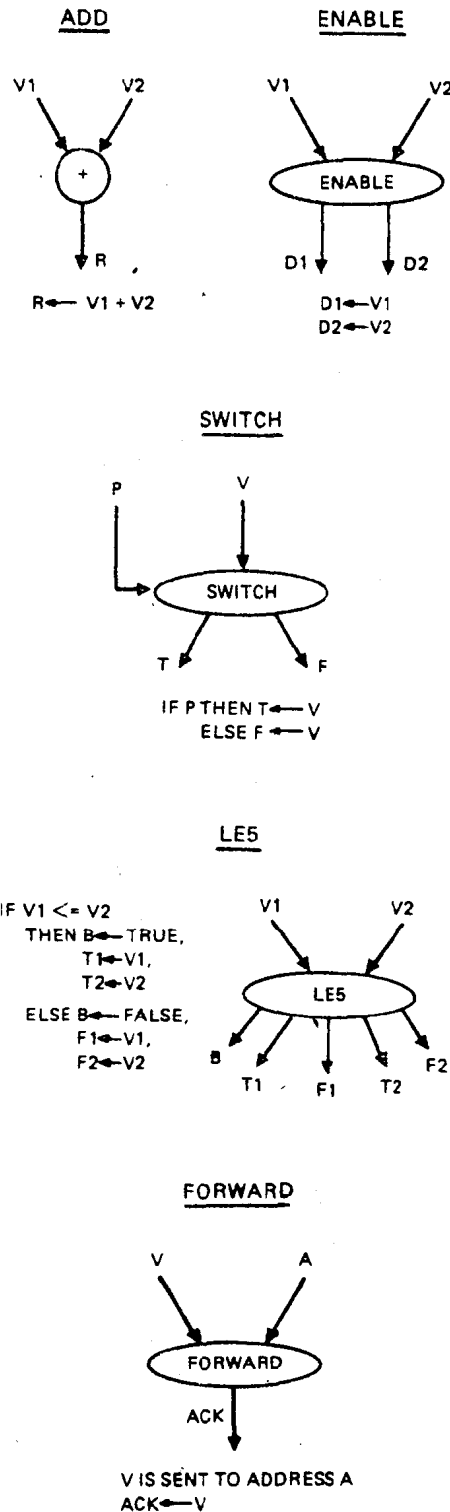 ADD
V1 V2
+
R
R← V1 + V2
ENABLE
V1 V2
ENABLE
D1 D2
D1←V1
D2←V2
SWITCH
P V
SWITCH
T F
IF P THEN T← V
ELSE F← V
LE5
IF V1 <= V2
THEN B←TRUE,
T1←V1,
T2←V2
ELSE B←FALSE,
F1←V1,
F2←V2
V1 V2
LE5
B T1 F1 T2 F2
FORWARD
V A
FORWARD
ACK
V IS SENT TO ADDRESS A
ACK←V